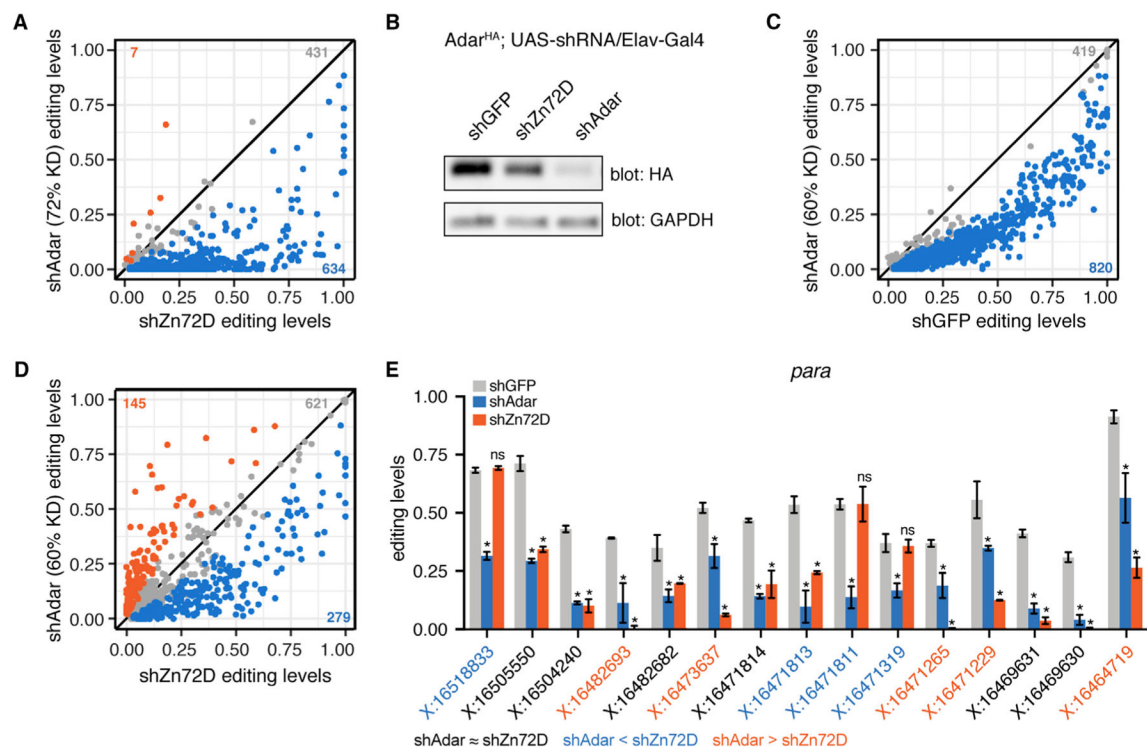 A
7
431
634
1.00
0.75
0.50
0.25
0.00
0.00 0.25 0.50 0.75 1.00
shAdar (72% KD) editing levels
shZn72D editing levels
B
Adar^HA; UAS-shRNA/Elav-Gal4
shGFP
shZn72D
shAdar
blot: HA
blot: GAPDH
C
419
820
1.00
0.75
0.50
0.25
0.00
0.00 0.25 0.50 0.75 1.00
shAdar (60% KD) editing levels
shGFP editing levels
D
145
621
279
1.00
0.75
0.50
0.25
0.00
0.00 0.25 0.50 0.75 1.00
shAdar (60% KD) editing levels
shZn72D editing levels
E
para
shGFP
shAdar
shZn72D
1.00
0.75
0.50
0.25
0.00
editing levels
ns
* * * * * * * * * * * * * * * * * * * * * * * * * * *
ns
ns
X:16518833
X:16505550
X:16504240
X:16482693
X:16482682
X:16473637
X:16471814
X:16471813
X:16471811
X:16471319
X:16471265
X:16471229
X:16469631
X:16469630
X:16464719
shAdar ≈ shZn72D shAdar < shZn72D shAdar > shZn72D